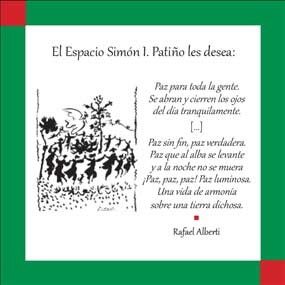 El Espacio Simón I. Patiño les desea:
Paz para toda la gente.
Se abran y cierren los ojos
del día tranquilamente.
[...]
Paz sin fin, paz verdadera.
Paz que al alba se levante
y a la noche no se muera
¡Paz, paz, paz! Paz luminosa.
Una vida de armonía
sobre una tierra dichosa.
Rafael Alberti